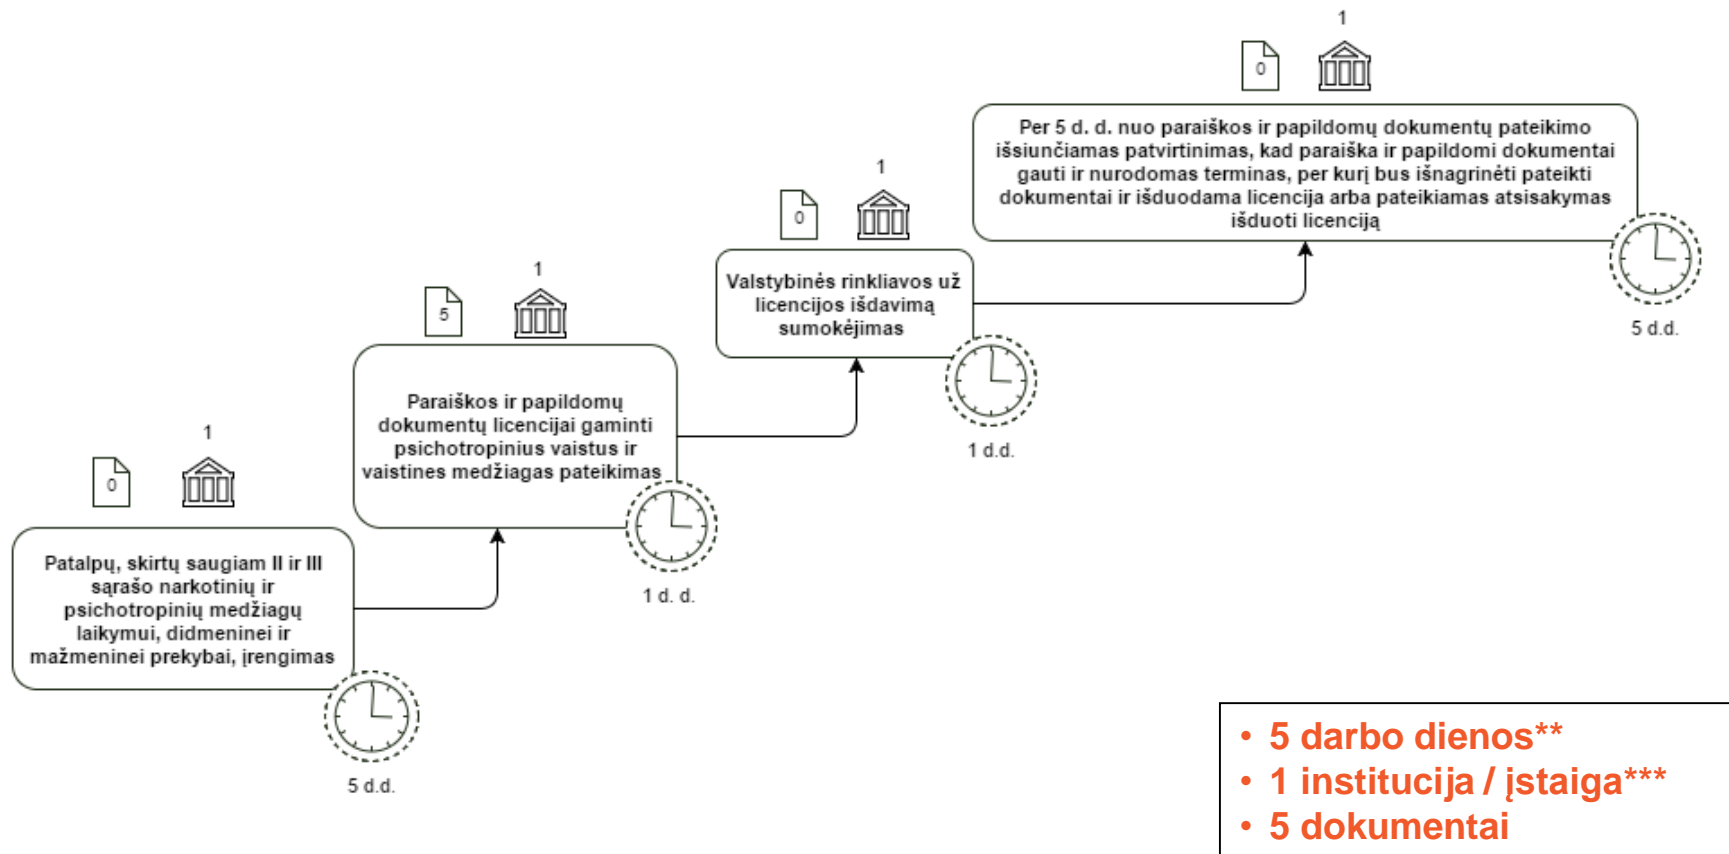 1
0
Patalpų, skirtų saugiam II ir III
sąrašo narkotinių ir
psichotropinių medžiagų
laikymui, didmeninei ir
mažmeninei prekybai, įrengimas
5 d.d.
1
5
Paraiškos ir papildomų
dokumentų licencijai gaminti
psichotropinius vaistus ir
vaistines medžiagas pateikimas
1 d. d.
1
0
Valstybinės rinkliavos už
licencijos išdavimą
sumokėjimas
1 d.d.
1
0
Per 5 d. d. nuo paraiškos ir papildomų dokumentų pateikimo
išsiunčiamas patvirtinimas, kad paraiška ir papildomi dokumentai
gauti ir nurodomas terminas, per kurį bus išnagrinėti pateikti
dokumentai ir išduodama licencija arba pateikiamas atsisakymas
išduoti licenciją
5 d.d.
• 5 darbo dienos**
• 1 institucija / įstaiga***
• 5 dokumentai